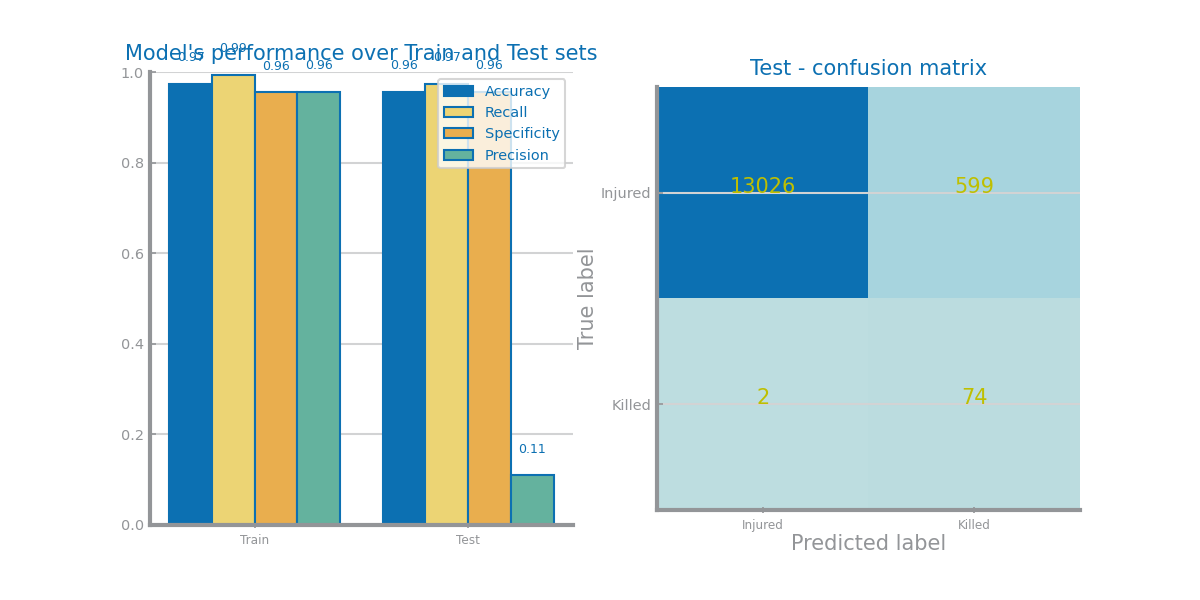 Model's performance over Train and Test sets
0.97
0.99
0.96
0.96
0.96
0.97
0.96
0.11
Accuracy
Recall
Specificity
Precision
1.0
0.8
0.6
0.4
0.2
0.0
Train
Test
Test - confusion matrix
True label
Injured
Killed
13026
599
2
74
Injured
Killed
Predicted label